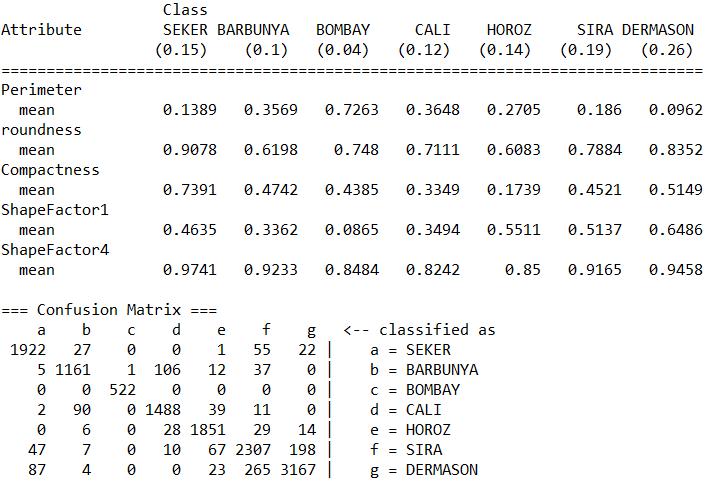 Class
Attribute SEKER BARBUNYA BOMBAY CALI HOROZ SIRA DERMASON
(0.15) (0.1) (0.04) (0.12) (0.14) (0.19) (0.26)
==============================================================================
Perimeter
mean 0.1389 0.3569 0.7263 0.3648 0.2705 0.186 0.0962
roundness
mean 0.9078 0.6198 0.748 0.7111 0.6083 0.7884 0.8352
Compactness
mean 0.7391 0.4742 0.4385 0.3349 0.1739 0.4521 0.5149
ShapeFactor1
mean 0.4635 0.3362 0.0865 0.3494 0.5511 0.5137 0.6486
ShapeFactor4
mean 0.9741 0.9233 0.8484 0.8242 0.85 0.9165 0.9458
=== Confusion Matrix ===
a b c d e f g <-- classified as
1922 27 0 0 1 55 22 | a = SEKER
5 1161 1 106 12 37 0 | b = BARBUNYA
0 0 522 0 0 0 0 | c = BOMBAY
2 90 0 1488 39 11 0 | d = CALI
0 6 0 28 1851 29 14 | e = HOROZ
47 7 0 10 67 2307 198 | f = SIRA
87 4 0 0 23 265 3167 | g = DERMASON